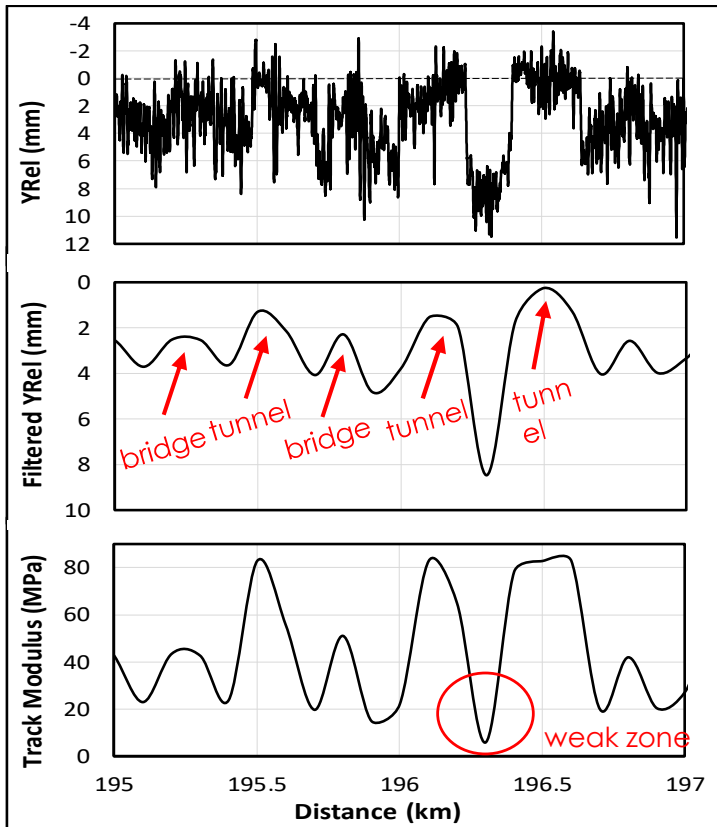 -4
-2
0
2
4
6
8
10
12
YRel (mm)
0
2
4
6
8
10
Filtered YRel (mm)
bridge
tunnel
bridge
tunnel
tunn
el
80
60
40
20
0
Track Modulus (MPa)
weak zone
195
195.5
196
196.5
197
Distance (km)